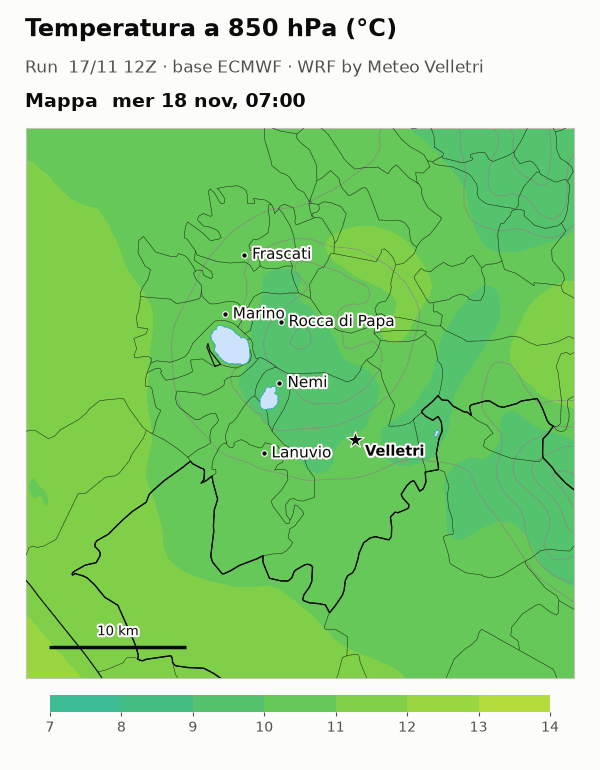 Temperatura a 850 hPa (°C)
Run  17/11 12Z · base ECMWF · WRF by Meteo Velletri
Mappa  mer 18 nov, 07:00
Frascati
Marino
Rocca di Papa
Nemi
Velletri
Lanuvio
10 km
7 8 9 10 11 12 13 14